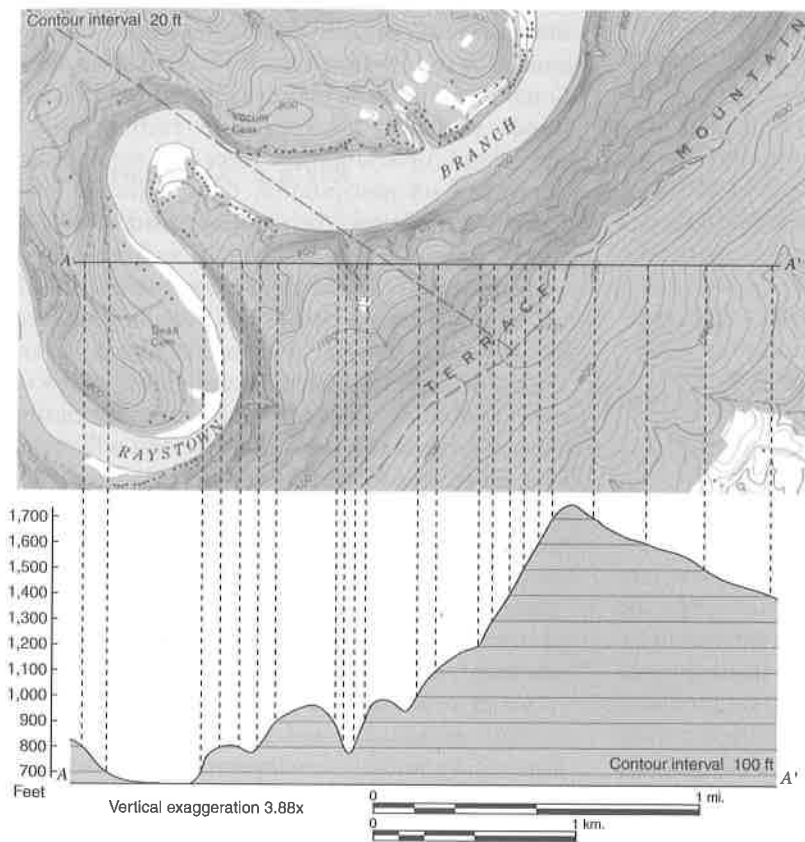 Contour interval 20 ft
800
BRANCH
MOUNTAIN
A
A'
800
TERRACE
RAYSTOWN
1,700
1,600
1,500
1,400
1,300
1,200
1,100
1,000
900
800
700
Feet
A
Contour interval 100 ft
A'
Vertical exaggeration 3.88x
0
1 mi.
0
1 km.